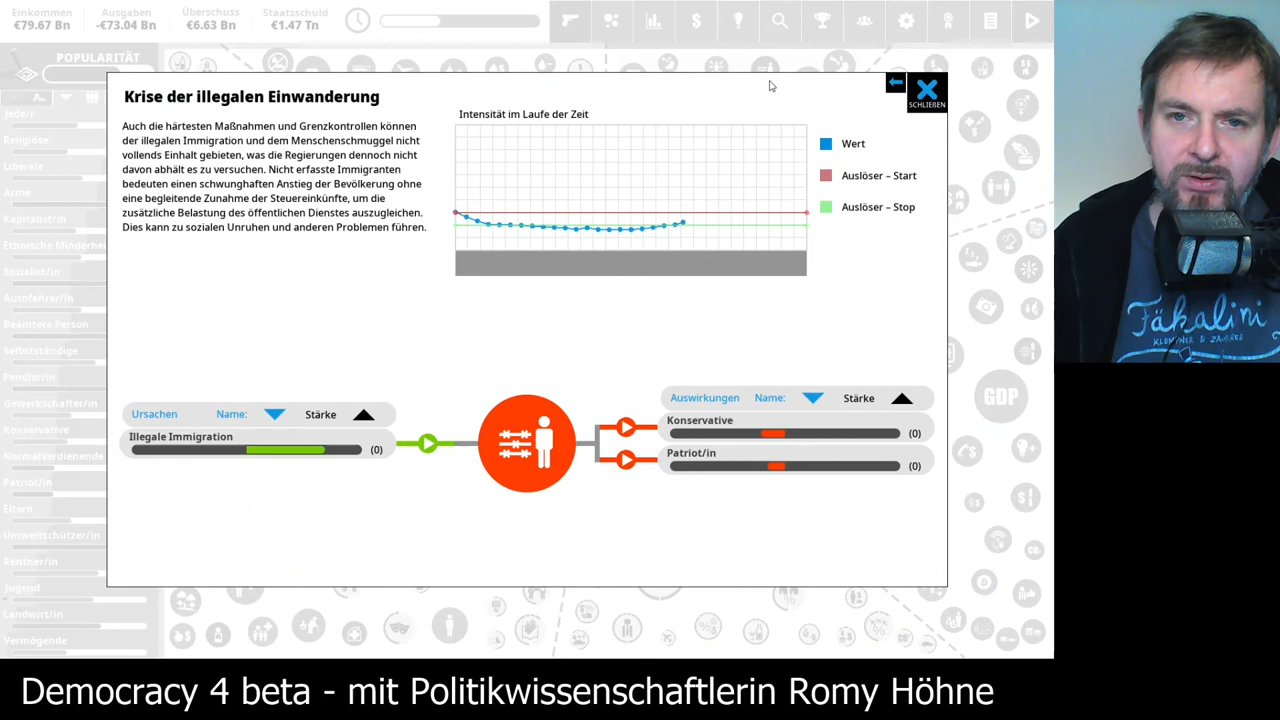 Einkommen
Ausgaben
Überschuss
Staatsschuld
€79.67 Bn
-€73.04 Bn
€6.63 Bn
€1.47 Tn
POPULARITÄT
Jede/r
Religiöse
Liberale
Arme
Kapitalist/in
Ethnische Minderhei
Sozialist/in
Autofahrer/in
Beamtete Person
Selbstständige
Pendler/in
Gewerkschafter/in
Konservative
Normalverdienende
Patriot/in
Eltern
Umweltschützer/in
Rentner/in
Jugend
Landwirt/in
Vermögende
Krise der illegalen Einwanderung
SCHLIEẞEN
Auch die härtesten Maßnahmen und Grenzkontrollen können
der illegalen Immigration und dem Menschenschmuggel nicht
vollends Einhalt gebieten, was die Regierungen dennoch nicht
davon abhält es zu versuchen. Nicht erfasste Immigranten
bedeuten einen schwunghaften Anstieg der Bevölkerung ohne
eine begleitende Zunahme der Steuereinkünfte, um die
zusätzliche Belastung des öffentlichen Dienstes auszugleichen.
Dies kann zu sozialen Unruhen und anderen Problemen führen.
Intensität im Laufe der Zeit
Wert
Auslöser – Start
Auslöser – Stop
Ursachen Name: Stärke
Illegale Immigration
(0)
Auswirkungen Name: Stärke
Konservative
(0)
Patriot/in
(0)
GDP
Fäkalini
KLEMPNER & ZAUBERER
Democracy 4 beta - mit Politikwissenschaftlerin Romy Höhne